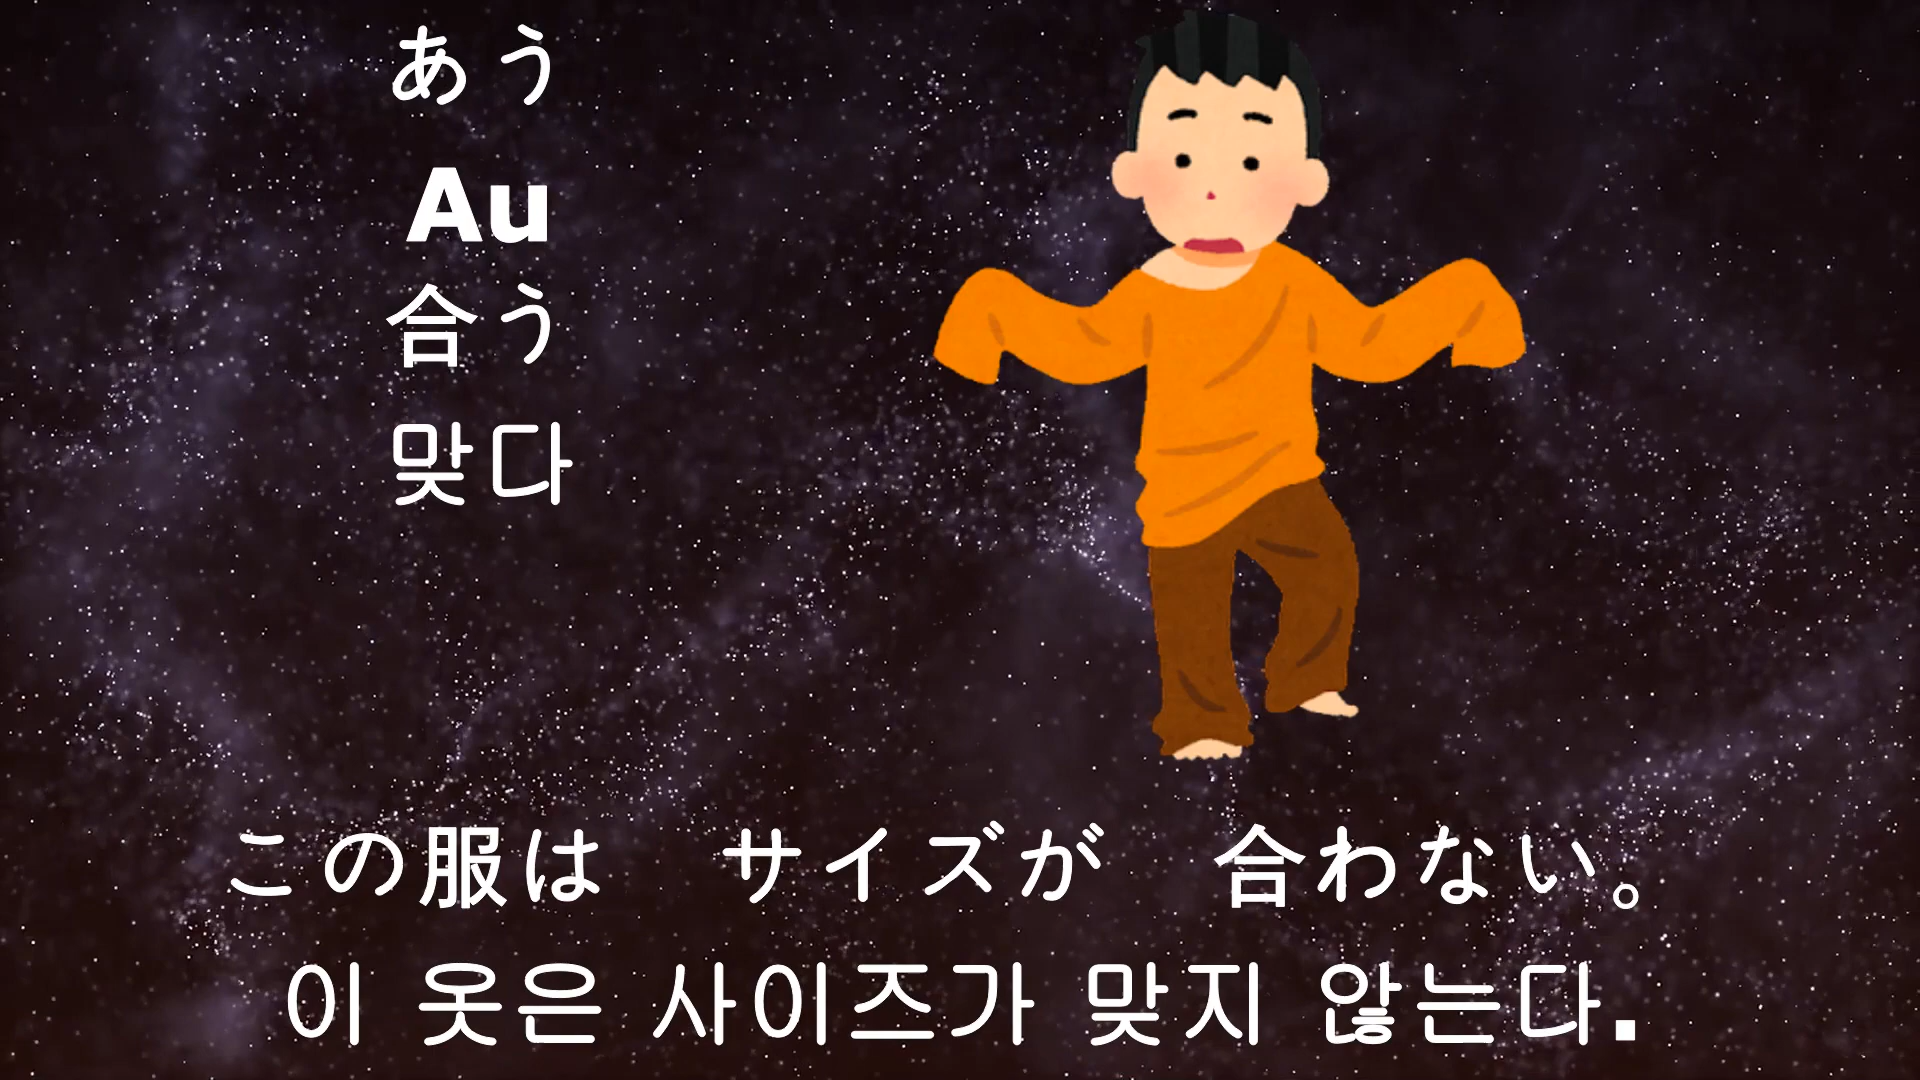 あう
Au
合う
맞다
この服は　サイズが　合わない。
이 옷은 사이즈가 맞지 않는다.